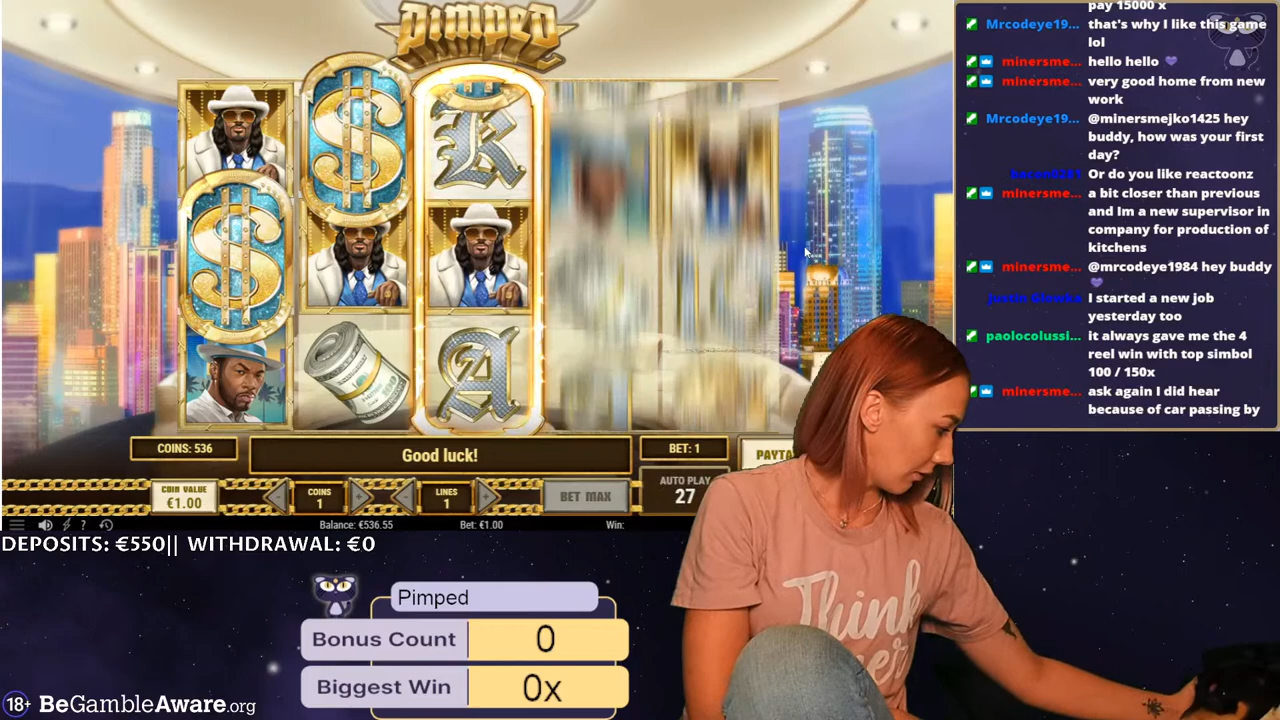 PIMPED
$
$
K
A
COINS: 536
Good luck!
BET: 1
PAYTA
COIN VALUE
€1.00
COINS
1
LINES
1
BET MAX
AUTO PLAY
27
Balance: €536.55
Bet: €1.00
Win:
DEPOSITS: €550|| WITHDRAWAL: €0
Pimped
Bonus Count
0
Biggest Win
0x
18+ BeGambleAware.org
Think
pay 15000 x
Mrcodeye19... that's why I like this game
lol
minersme... hello hello 💜
minersme... very good home from new
work
Mrcodeye19... @minersmejko1425 hey
buddy, how was your first
day?
Or do you like reactoonz
minersme... a bit closer than previous
and Im a new supervisor in
company for production of
kitchens
minersme... @mrcodeye1984 hey buddy
💜
I started a new job
yesterday too
paolocolussi... it always gave me the 4
reel win with top simbol
100 / 150x
minersme... ask again I did hear
because of car passing by